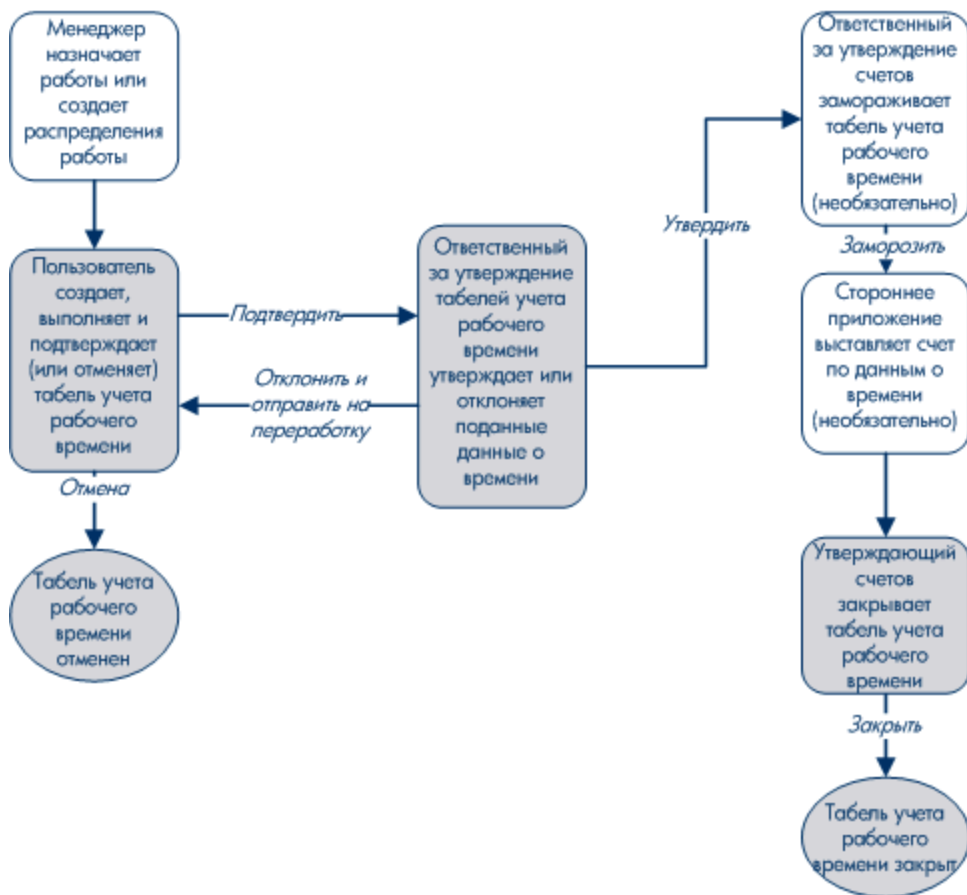 Менеджер
назначает
работы или
создает
распределения
работы
Пользователь
создает,
выполняет и
подтверждает
(или отменяет)
табель учета
рабочего
времени
Отмена
Табель учета
рабочего
времени
отменен
Подтвердить
Отклонить и
отправить на
переработку
Ответственный
за утверждение
табелей учета
рабочего
времени
утверждает или
отклоняет
поданные
данные о
времени
Утвердить
Ответственный
за утверждение
счетов
замораживает
табель учета
рабочего
времени
(необязательно)
Заморозить
Стороннее
приложение
выставляет счет
по данным о
времени
(необязательно)
Утверждающий
счетов
закрывает
табель учета
рабочего
времени
Закрыть
Табель учета
рабочего
времени закрыт